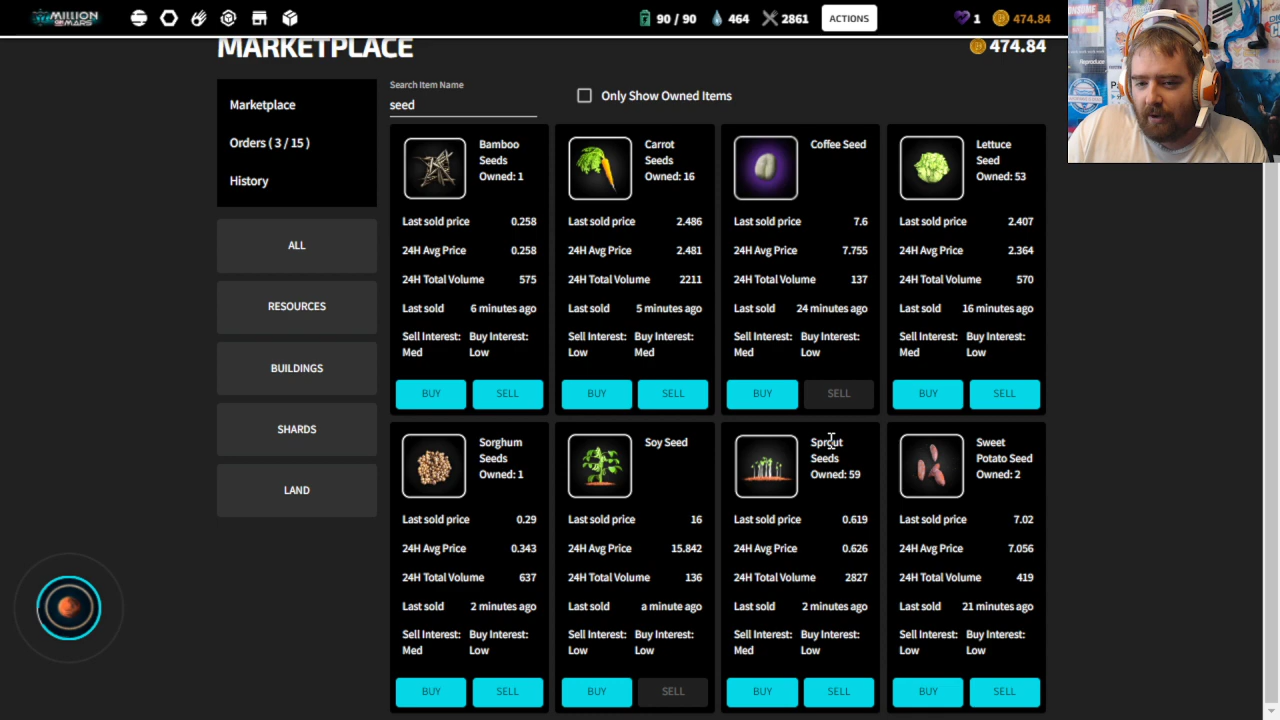 MILLION
ON MARS
90 / 90
464
2861
ACTIONS
1
474.84
MARKETPLACE
474.84
Marketplace
Orders ( 3 / 15 )
History
ALL
RESOURCES
BUILDINGS
SHARDS
LAND
Search Item Name
seed
Only Show Owned Items
Bamboo
Seeds
Owned: 1
Last sold price 0.258
24H Avg Price 0.258
24H Total Volume 575
Last sold 6 minutes ago
Sell Interest: Buy Interest:
Med Low
BUY SELL
Carrot
Seeds
Owned: 16
Last sold price 2.486
24H Avg Price 2.481
24H Total Volume 2211
Last sold 5 minutes ago
Sell Interest: Buy Interest:
Low Med
BUY SELL
Coffee Seed
Last sold price 7.6
24H Avg Price 7.755
24H Total Volume 137
Last sold 24 minutes ago
Sell Interest: Buy Interest:
Med Low
BUY SELL
Lettuce
Seed
Owned: 53
Last sold price 2.407
24H Avg Price 2.364
24H Total Volume 570
Last sold 16 minutes ago
Sell Interest: Buy Interest:
Med Low
BUY SELL
Sorghum
Seeds
Owned: 1
Last sold price 0.29
24H Avg Price 0.343
24H Total Volume 637
Last sold 2 minutes ago
Sell Interest: Buy Interest:
Med Low
BUY SELL
Soy Seed
Last sold price 16
24H Avg Price 15.842
24H Total Volume 136
Last sold a minute ago
Sell Interest: Buy Interest:
Low Low
BUY SELL
Sprout
Seeds
Owned: 59
Last sold price 0.619
24H Avg Price 0.626
24H Total Volume 2827
Last sold 2 minutes ago
Sell Interest: Buy Interest:
Med Low
BUY SELL
Sweet
Potato Seed
Owned: 2
Last sold price 7.02
24H Avg Price 7.056
24H Total Volume 419
Last sold 21 minutes ago
Sell Interest: Buy Interest:
Low Low
BUY SELL
Reproduce